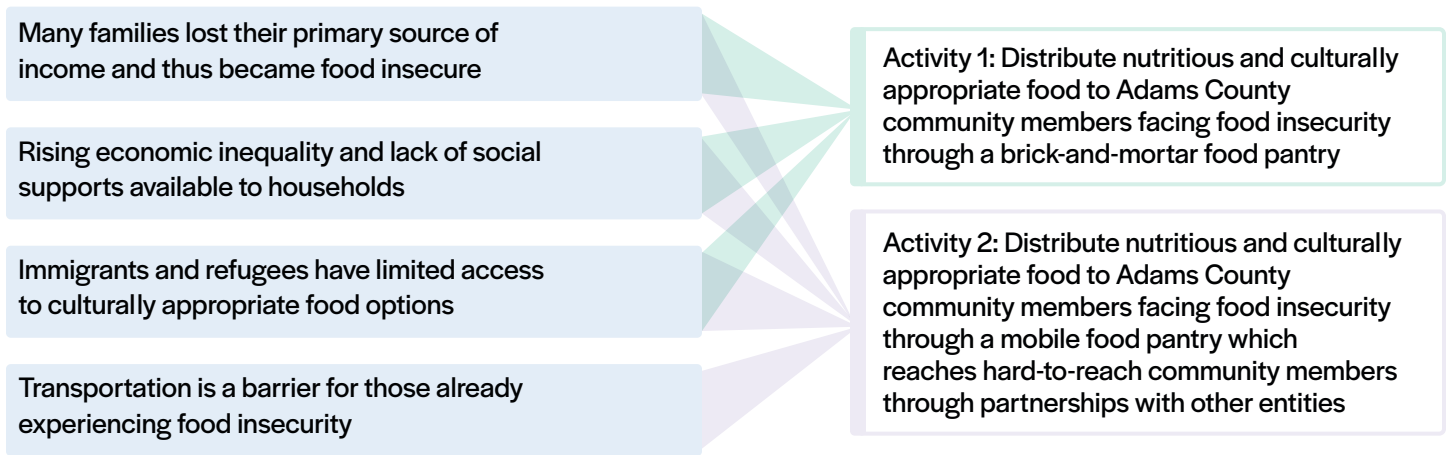 Many families lost their primary source of
income and thus became food insecure
Rising economic inequality and lack of social
supports available to households
Immigrants and refugees have limited access
to culturally appropriate food options
Transportation is a barrier for those already
experiencing food insecurity
Activity 1: Distribute nutritious and culturally
appropriate food to Adams County
community members facing food insecurity
through a brick-and-mortar food pantry
Activity 2: Distribute nutritious and culturally
appropriate food to Adams County
community members facing food insecurity
through a mobile food pantry which
reaches hard-to-reach community members
through partnerships with other entities